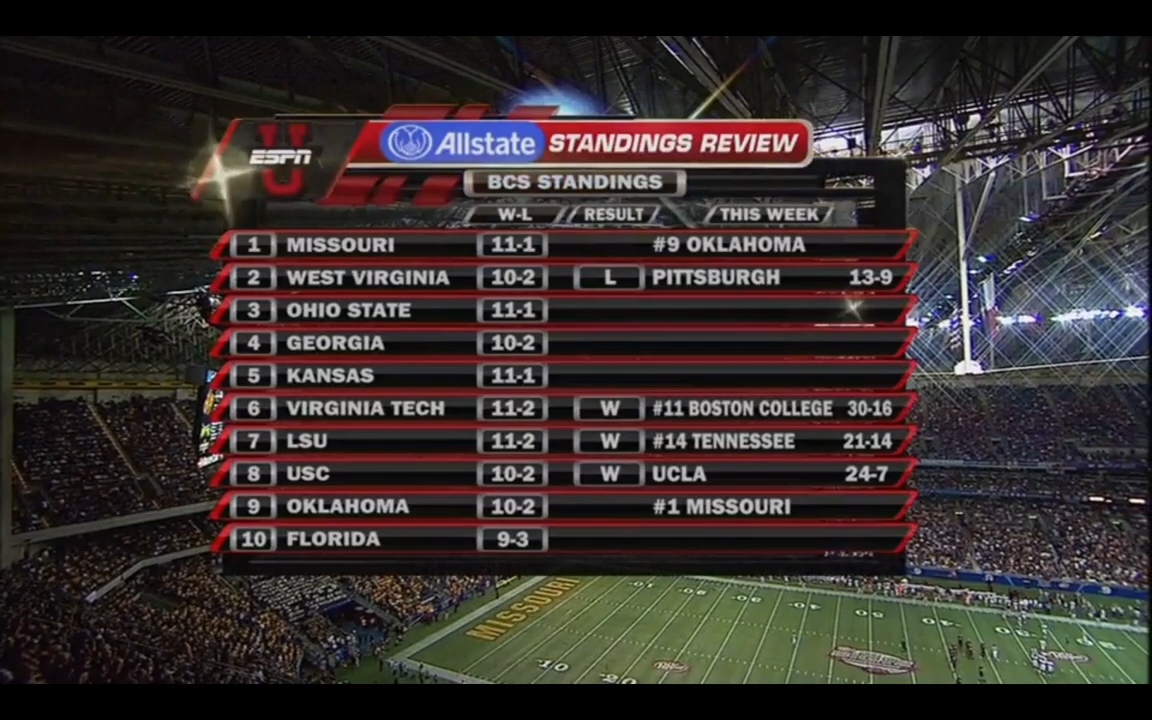 ESPN U Allstate STANDINGS REVIEW
BCS STANDINGS
W-L RESULT THIS WEEK
1 MISSOURI 11-1 #9 OKLAHOMA
2 WEST VIRGINIA 10-2 L PITTSBURGH 13-9
3 OHIO STATE 11-1
4 GEORGIA 10-2
5 KANSAS 11-1
6 VIRGINIA TECH 11-2 W #11 BOSTON COLLEGE 30-16
7 LSU 11-2 W #14 TENNESSEE 21-14
8 USC 10-2 W UCLA 24-7
9 OKLAHOMA 10-2 #1 MISSOURI
10 FLORIDA 9-3
MISSOURI
10 20